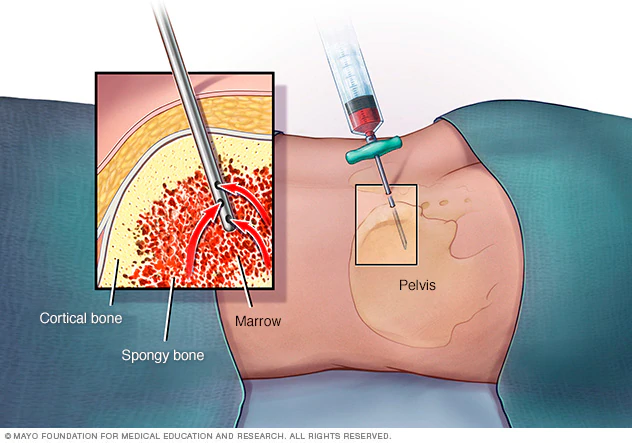 Pelvis
Cortical bone
Marrow
Spongy bone
© MAYO FOUNDATION FOR MEDICAL EDUCATION AND RESEARCH. ALL RIGHTS RESERVED.